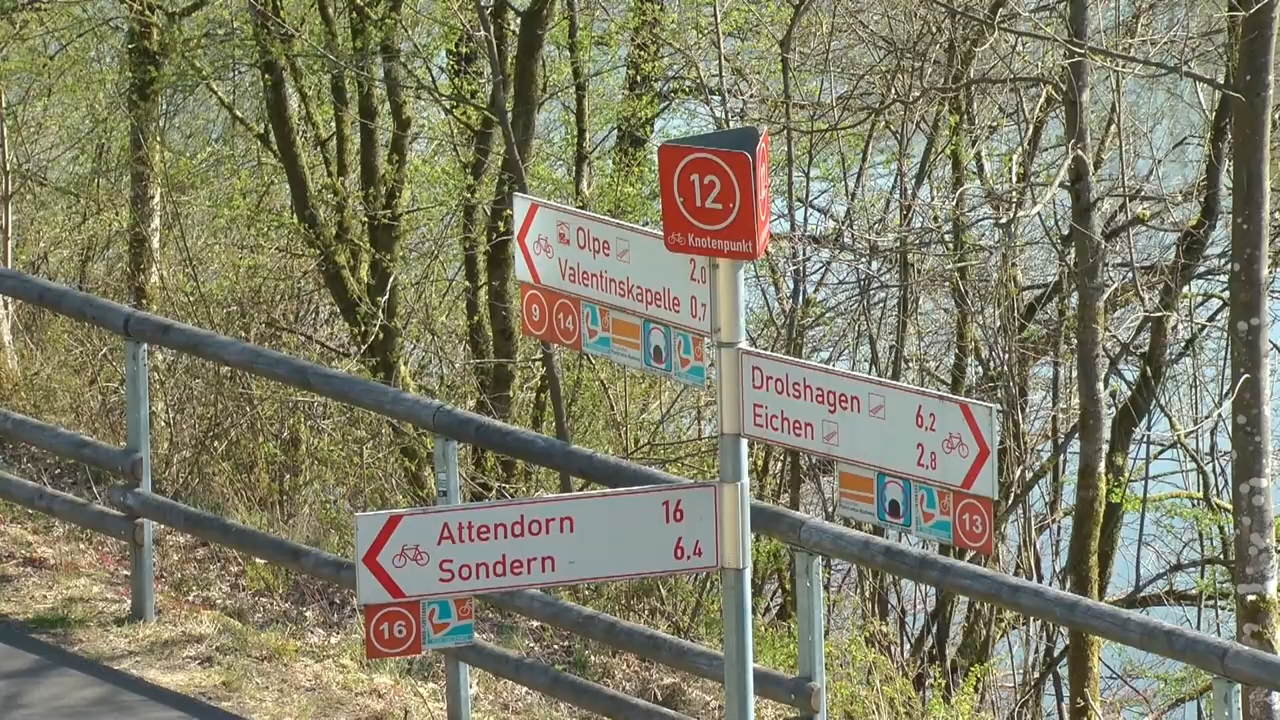 12
Knotenpunkt
Olpe 2,0
Valentinskapelle 0,7
9 14
Drolshagen 6,2
Eichen 2,8
13
Attendorn 16
Sondern 6,4
16